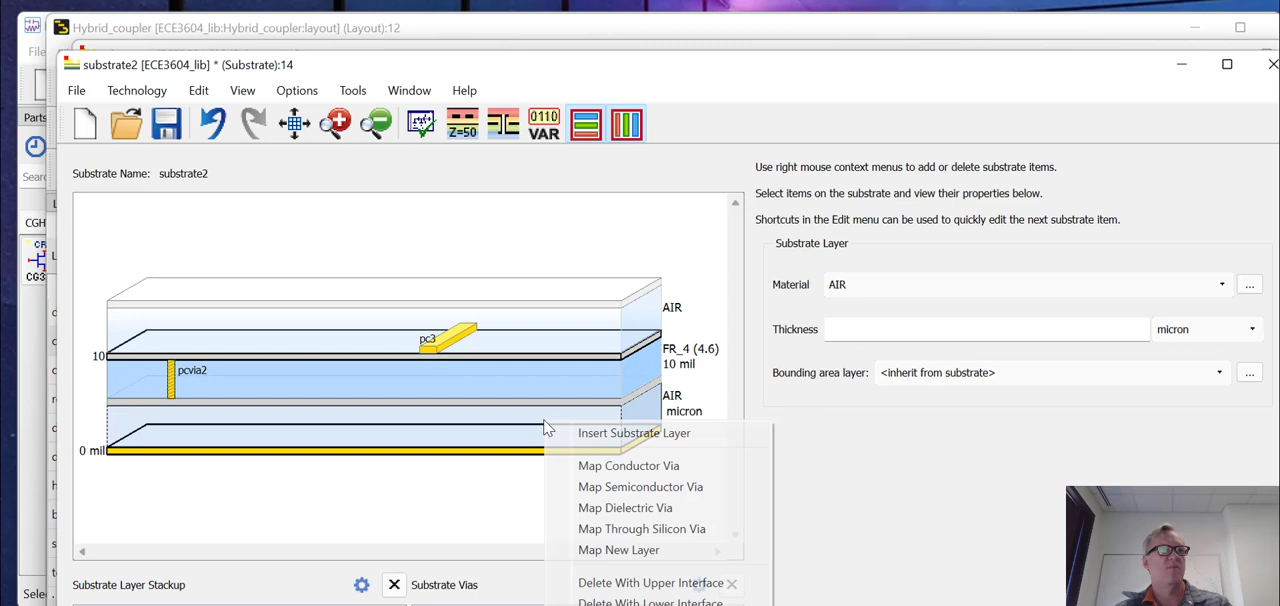 Hybrid_coupler [ECE3604_lib:Hybrid_coupler:layout] (Layout):12
File
substrate2 [ECE3604_lib] * (Substrate):14
File Technology Edit View Options Tools Window Help
Parts
Z=50
0110
VAR
Sear
Substrate Name: substrate2
Use right mouse context menus to add or delete substrate items.
Select items on the substrate and view their properties below.
Shortcuts in the Edit menu can be used to quickly edit the next substrate item.
CGH
CG3
Substrate Layer
Material AIR ...
Thickness micron
Bounding area layer: <inherit from substrate> ...
AIR
pc3
10
FR_4 (4.6)
10 mil
pcvia2
AIR
micron
0 mil
Insert Substrate Layer
Map Conductor Via
Map Semiconductor Via
Map Dielectric Via
Map Through Silicon Via
Map New Layer
Delete With Upper Interface
Delete With Lower Interface
Substrate Layer Stackup
Substrate Vias
Selec